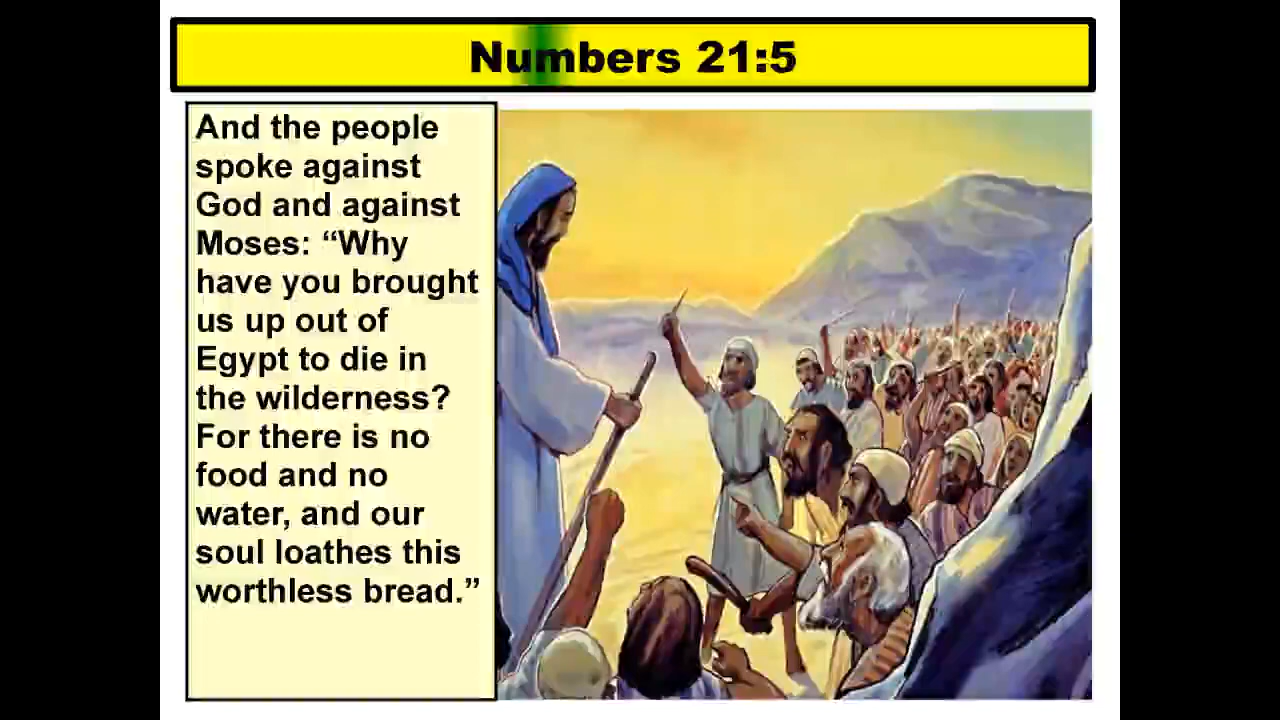 Numbers 21:5
And the people
spoke against
God and against
Moses: “Why
have you brought
us up out of
Egypt to die in
the wilderness?
For there is no
food and no
water, and our
soul loathes this
worthless bread.”